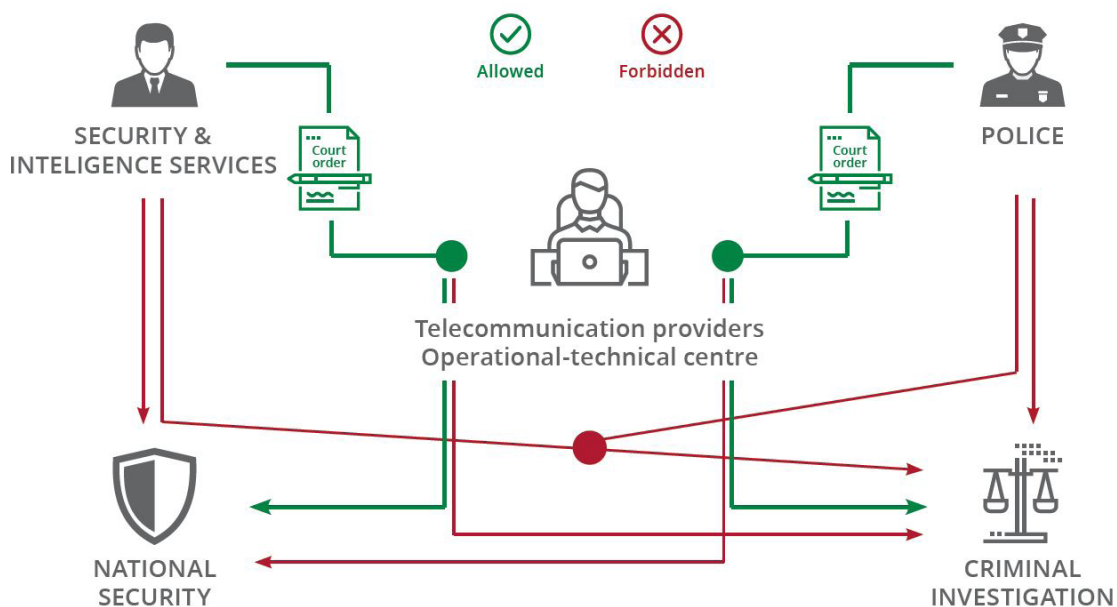 Allowed
Forbidden
SECURITY &
INTELIGENCE SERVICES
Court
order
Court
order
POLICE
Telecommunication providers
Operational-technical centre
NATIONAL
SECURITY
CRIMINAL
INVESTIGATION